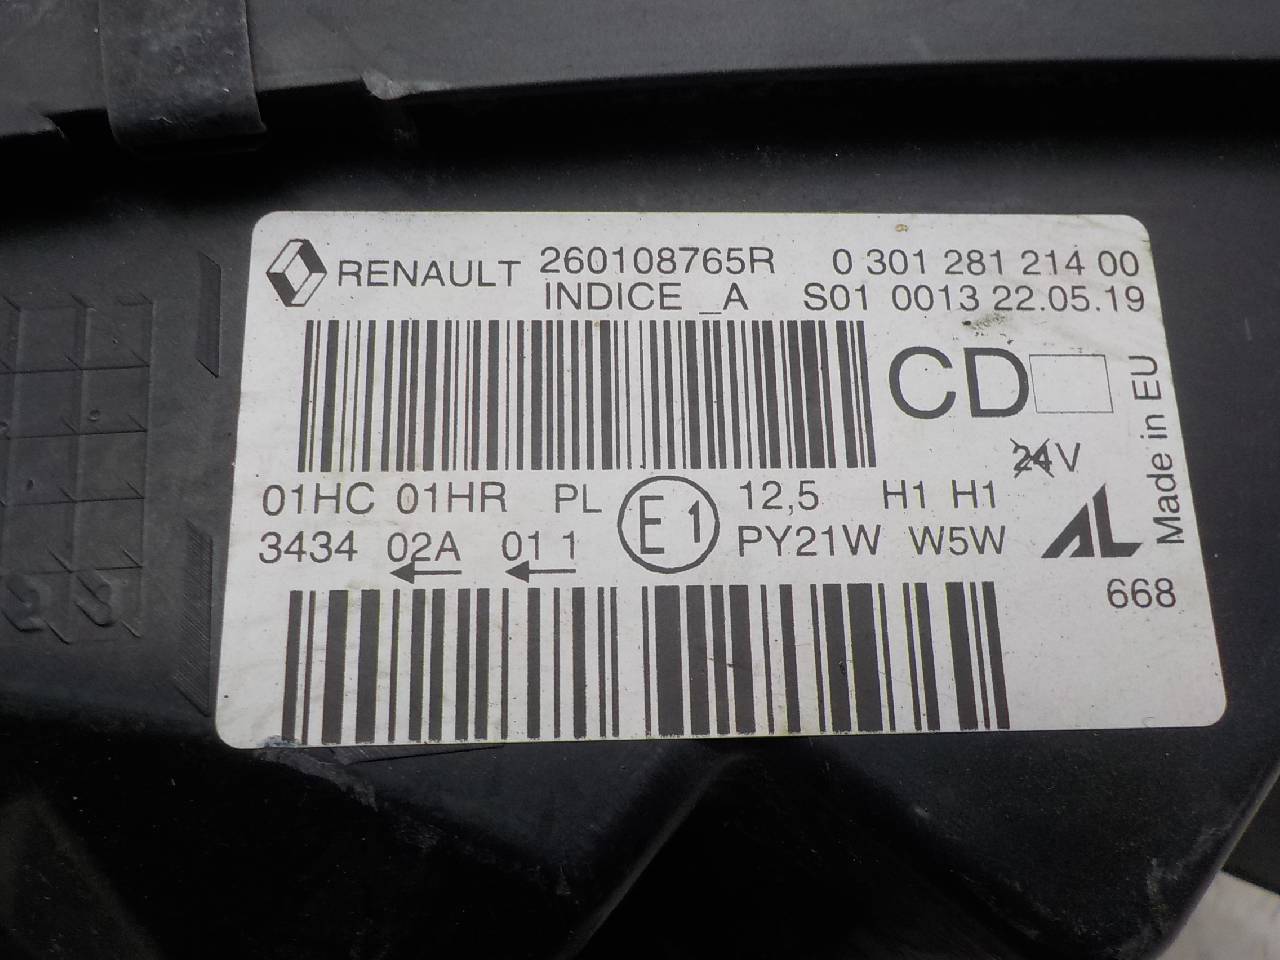 RENAULT 260108765R 0 301 281 214 00
INDICE _A S01 0013 22.05.19
CD
24V
Made in EU
01HC 01HR PL E1 12,5 H1 H1
3434 02A 01 1 PY21W W5W
AL
668